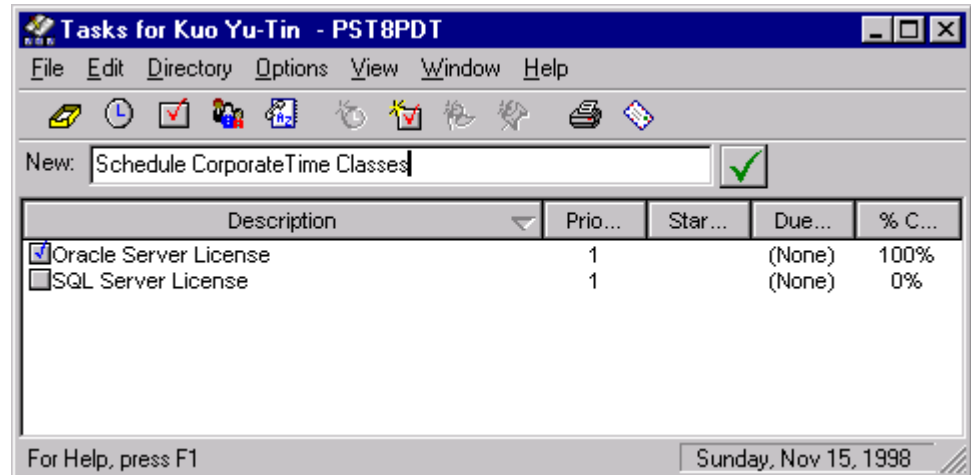 Tasks for Kuo Yu-Tin - PST8PDT
File Edit Directory Options View Window Help
New: Schedule CorporateTime Classes
Description Prio... Star... Due... % C...
Oracle Server License 1 (None) 100%
SQL Server License 1 (None) 0%
For Help, press F1 Sunday, Nov 15, 1998